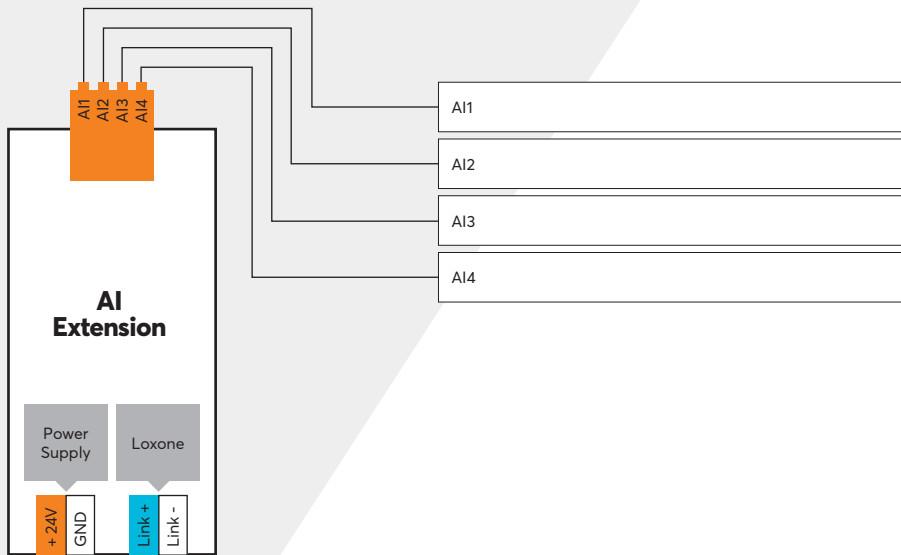 AI1
AI2
AI3
AI4
AI1
AI2
AI3
AI4
AI
Extension
Power
Supply
Loxone
+ 24V
GND
Link +
Link -